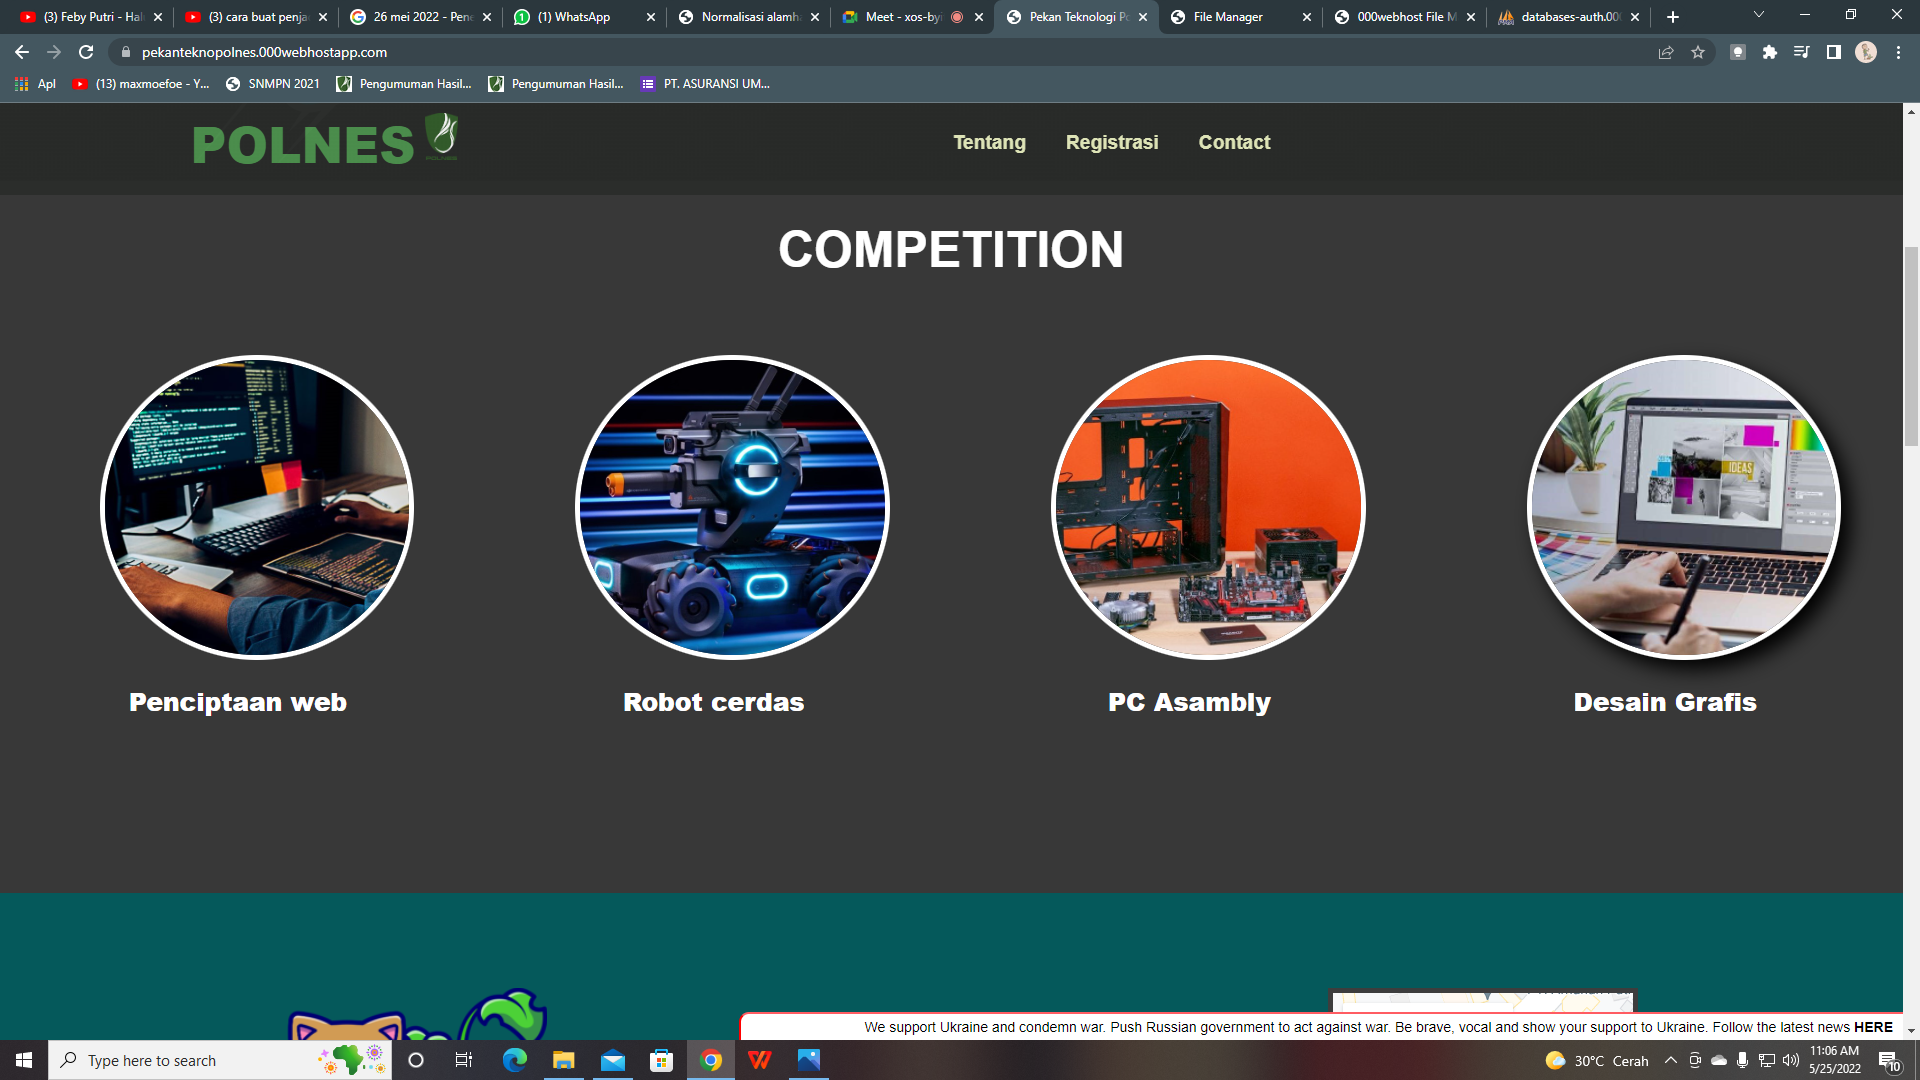 (3) Feby Putri - Hal
(3) cara buat penja
26 mei 2022 - Pen
(1) WhatsApp
Normalisasi alamh
Meet - xos-byi
Pekan Teknologi Po
File Manager
000webhost File M
databases-auth.00
pekanteknopolnes.000webhostapp.com
Apl
(13) maxmoefoe - Y...
SNMPN 2021
Pengumuman Hasil...
Pengumuman Hasil...
PT. ASURANSI UM...
POLNES
Tentang
Registrasi
Contact
COMPETITION
IDEAS
Penciptaan web
Robot cerdas
PC Asambly
Desain Grafis
We support Ukraine and condemn war. Push Russian government to act against war. Be brave, vocal and show your support to Ukraine. Follow the latest news HERE
Type here to search
30°C Cerah
11:06 AM
5/25/2022
10